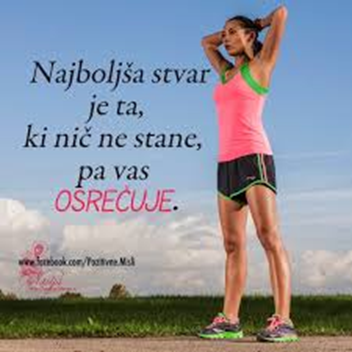 Najboljša stvar
je ta,
ki nič ne stane,
pa vas
OSREČUJE.
www.facebook.com/Pozitivne.Misli